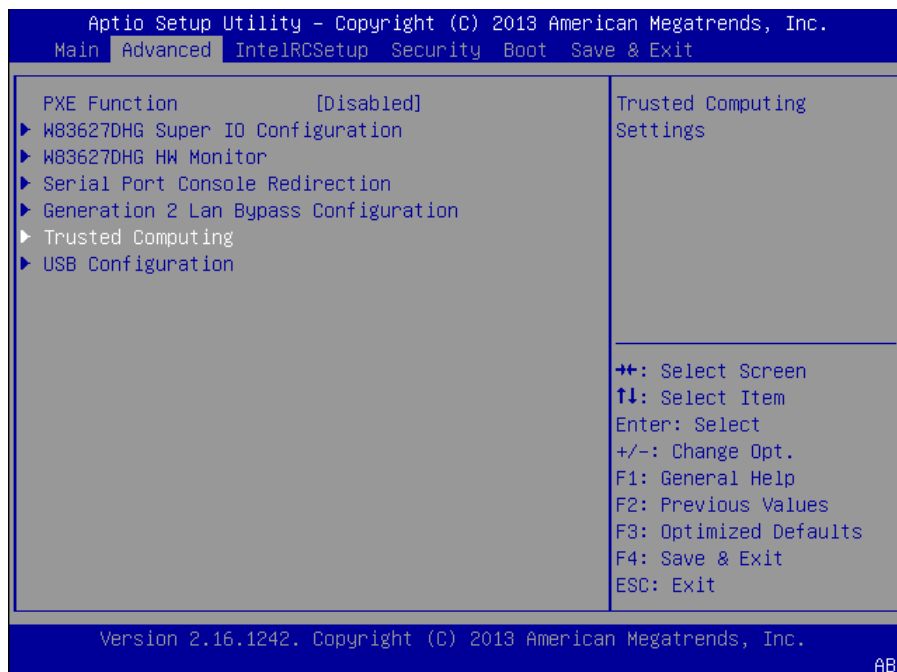 Aptio Setup Utility – Copyright (C) 2013 American Megatrends, Inc.
Main Advanced IntelRCSetup Security Boot Save & Exit
PXE Function [Disabled]
W83627DHG Super IO Configuration
W83627DHG HW Monitor
Serial Port Console Redirection
Generation 2 Lan Bypass Configuration
Trusted Computing
USB Configuration
Trusted Computing
Settings
→←: Select Screen
↑↓: Select Item
Enter: Select
+/-: Change Opt.
F1: General Help
F2: Previous Values
F3: Optimized Defaults
F4: Save & Exit
ESC: Exit
Version 2.16.1242. Copyright (C) 2013 American Megatrends, Inc.
AB